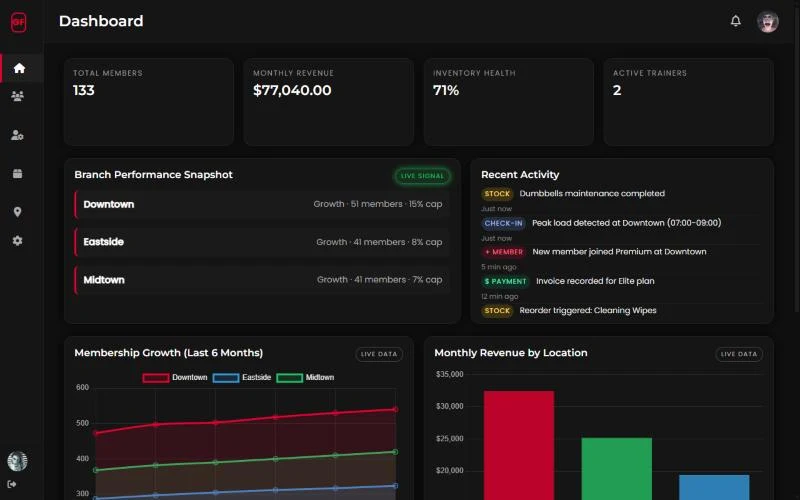 GF
Dashboard
TOTAL MEMBERS
133
MONTHLY REVENUE
$77,040.00
INVENTORY HEALTH
71%
ACTIVE TRAINERS
2
Branch Performance Snapshot
LIVE SIGNAL
Downtown
Growth · 51 members · 15% cap
Eastside
Growth · 41 members · 8% cap
Midtown
Growth · 41 members · 7% cap
Recent Activity
STOCK Dumbbells maintenance completed
Just now
CHECK-IN Peak load detected at Downtown (07:00-09:00)
Just now
+ MEMBER New member joined Premium at Downtown
5 min ago
$ PAYMENT Invoice recorded for Elite plan
12 min ago
STOCK Reorder triggered: Cleaning Wipes
Membership Growth (Last 6 Months)
LIVE DATA
Downtown Eastside Midtown
600
500
400
300
Monthly Revenue by Location
LIVE DATA
$35,000
$30,000
$25,000
$20,000